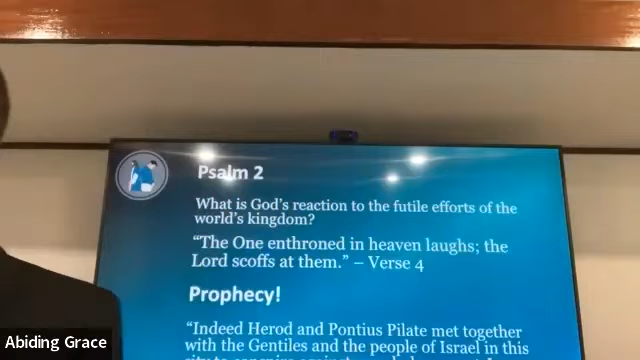 Psalm 2
What is God's reaction to the futile efforts of the
world's kingdom?
"The One enthroned in heaven laughs; the
Lord scoffs at them." – Verse 4
Prophecy!
"Indeed Herod and Pontius Pilate met together
with the Gentiles and the people of Israel in this
Abiding Grace